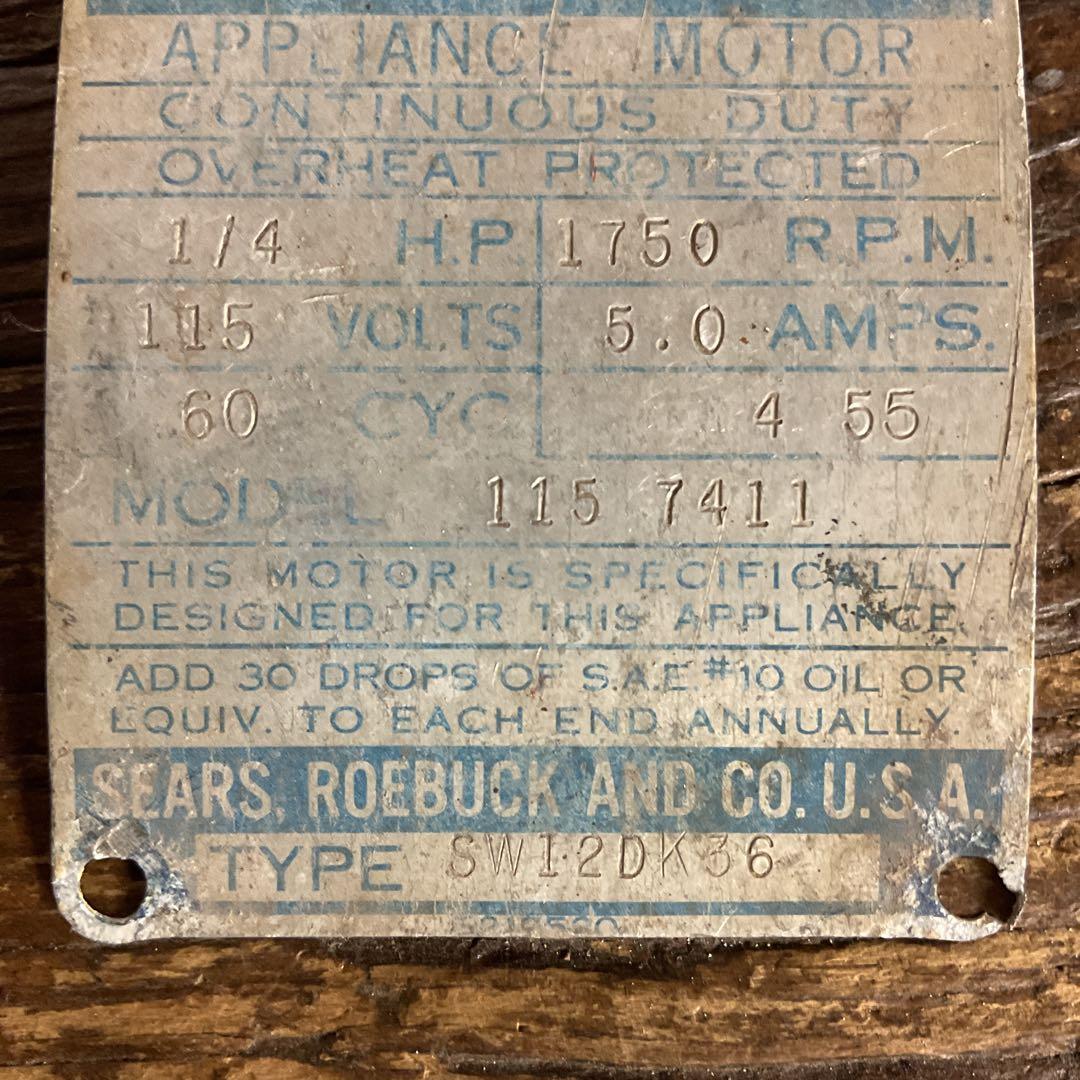 APPLIANCE MOTOR
CONTINUOUS DUTY
OVERHEAT PROTECTED
1/4 H.P. 1750 R.P.M.
115 VOLTS 5.0 AMPS.
60 CYC 4 55
MODEL 115 7411
THIS MOTOR IS SPECIFICALLY
DESIGNED FOR THIS APPLIANCE.
ADD 30 DROPS OF S.A.E. #10 OIL OR
EQUIV. TO EACH END ANNUALLY.
SEARS, ROEBUCK AND CO. U.S.A.
TYPE SW12DK36